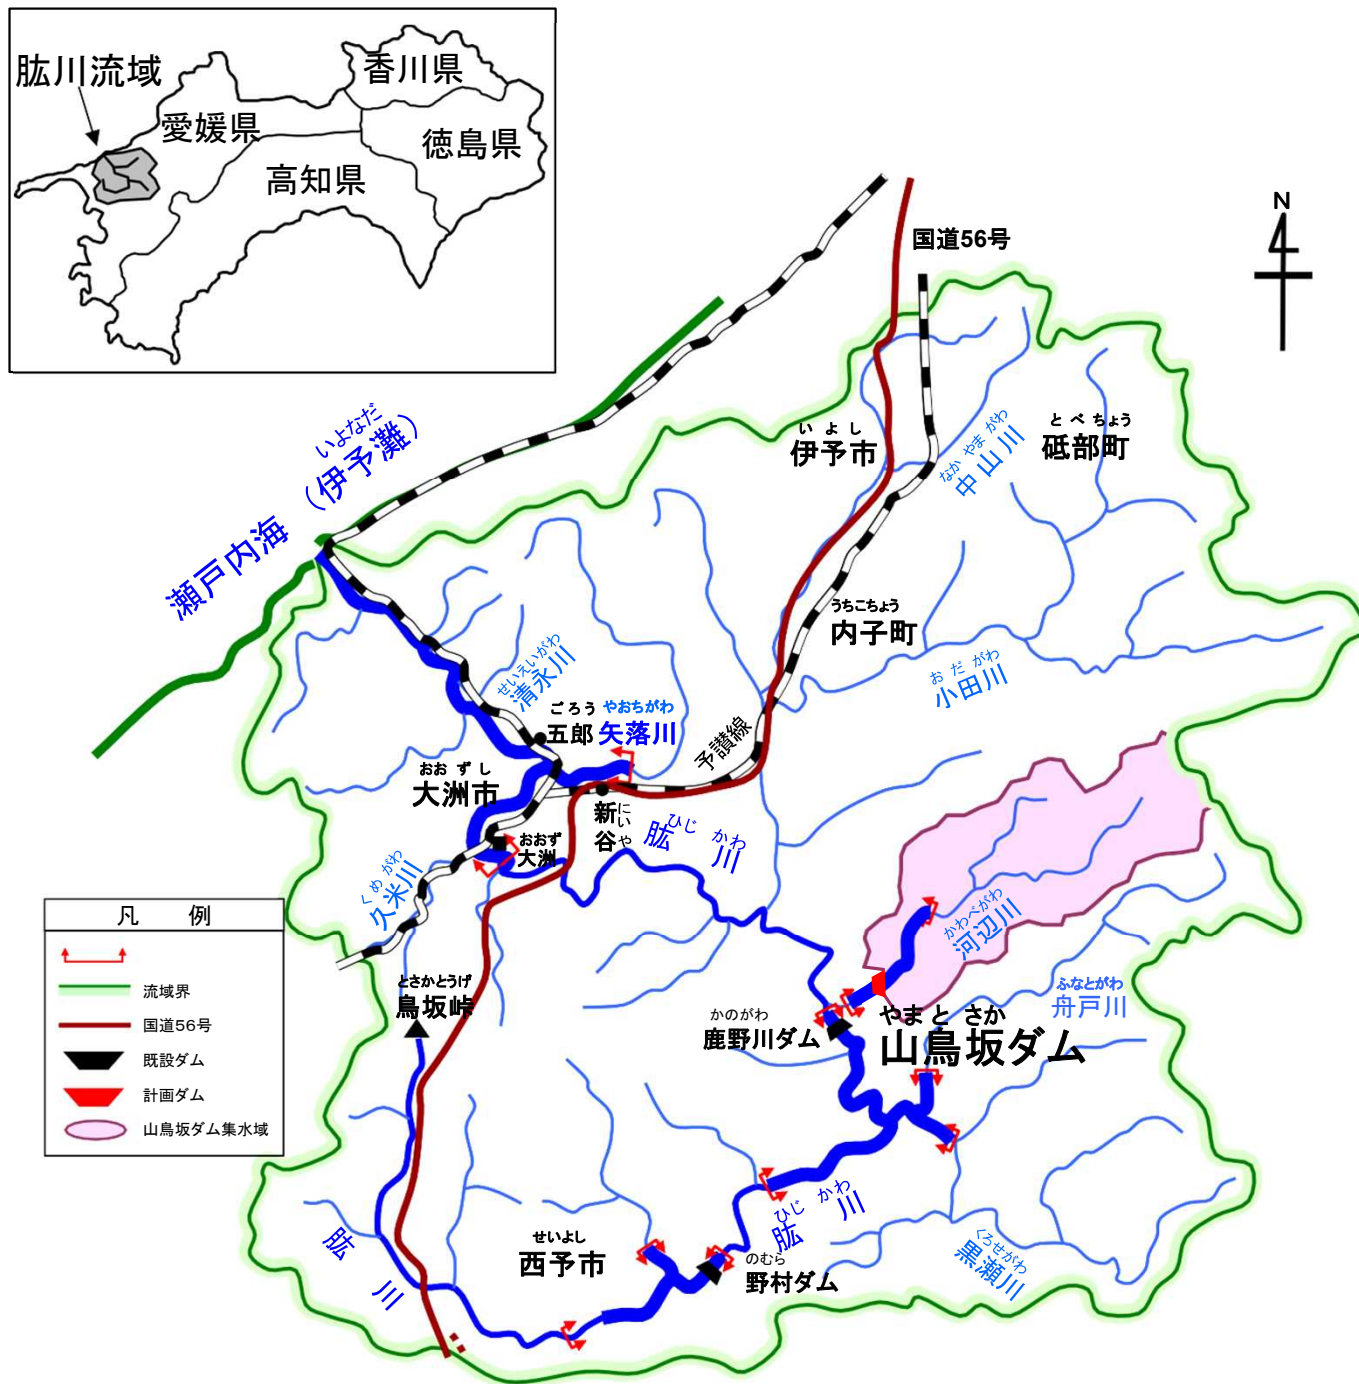 肱川流域
香川県
愛媛県
徳島県
高知県
N
国道56号
いよなだ
瀬戸内海（伊予灘）
いよし
伊予市
なかやまがわ
中山川
とべちょう
砥部町
うちこちょう
内子町
おだがわ
小田川
せいえいがわ
清永川
ごろう
五郎
やおちがわ
矢落川
予讃線
おおずし
大洲市
にいや
新谷
おおず
大洲
ひじかわ
肱川
くめがわ
久米川
かわべがわ
河辺川
とさかとうげ
鳥坂峠
ふなとがわ
舟戸川
かのがわ
鹿野川ダム
やまとさか
山鳥坂ダム
凡例
流域界
国道56号
既設ダム
計画ダム
山鳥坂ダム集水域
ひじかわ
肱川
肱川
せいよし
西予市
のむら
野村ダム
くろせがわ
黒瀬川